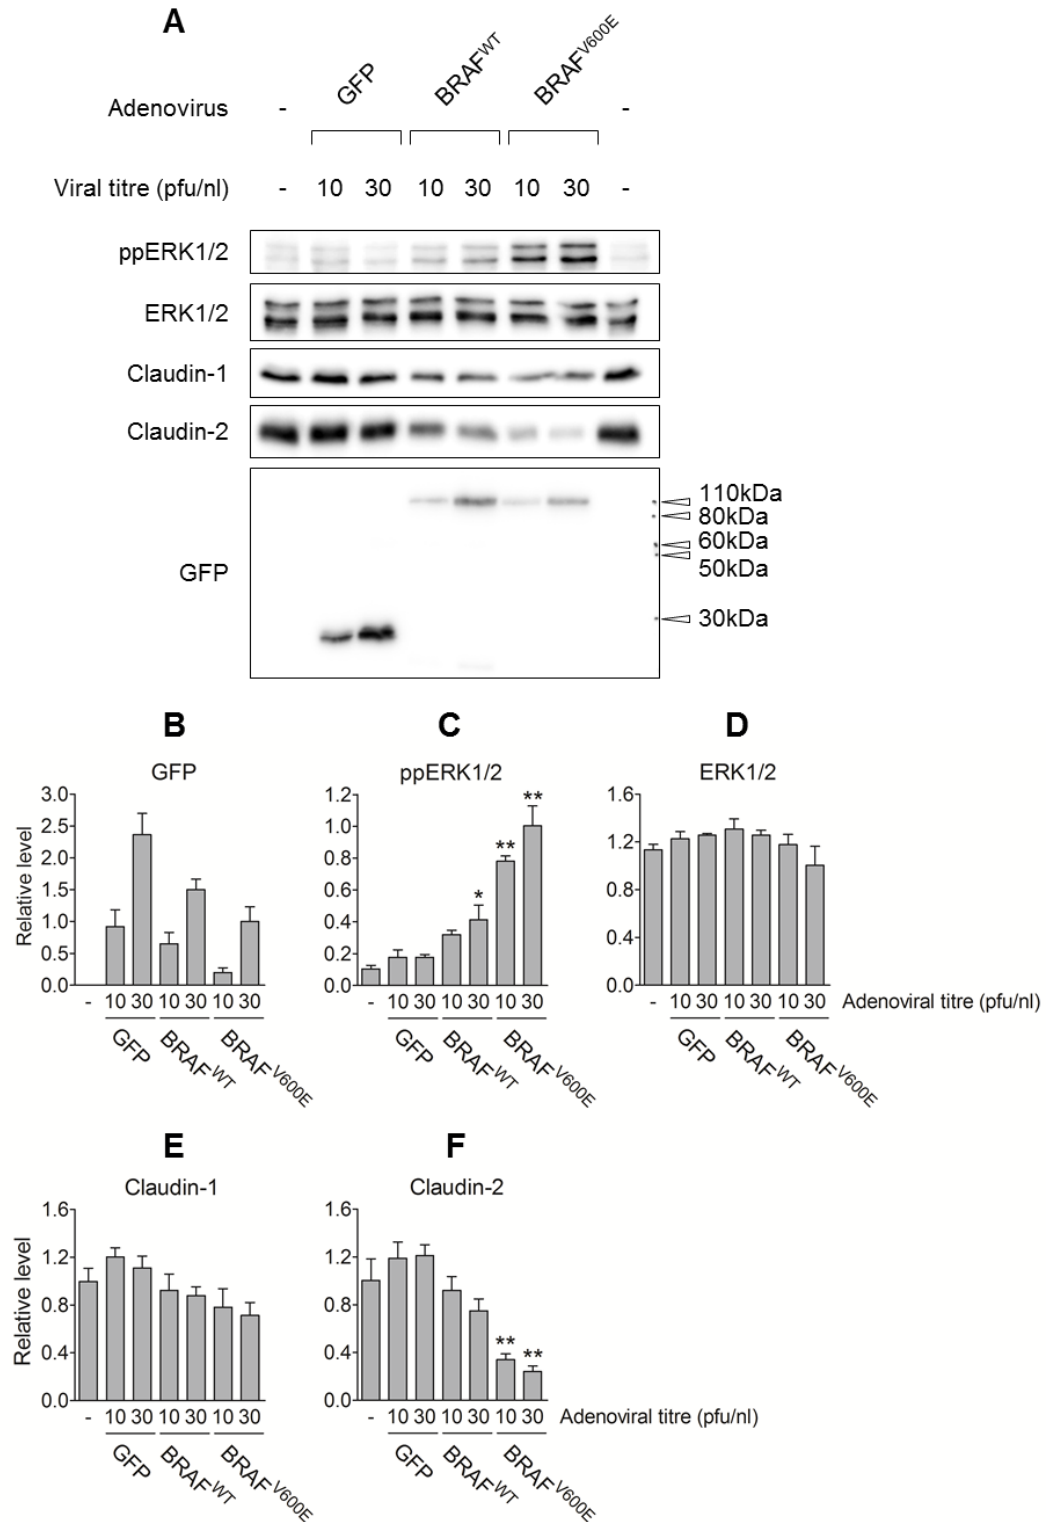 A
Adenovirus - GFP BRAFWT BRAFV600E -
Viral titre (pfu/nl) - 10 30 10 30 10 30 -
ppERK1/2
ERK1/2
Claudin-1
Claudin-2
GFP
110kDa
80kDa
60kDa
50kDa
30kDa
B
GFP
Relative level
3.0
2.5
2.0
1.5
1.0
0.5
0.0
- 10 30 10 30 10 30
GFP BRAFWT BRAFV600E
C
ppERK1/2
1.2
1.0
0.8
0.6
0.4
0.2
0.0
* ** **
- 10 30 10 30 10 30
GFP BRAFWT BRAFV600E
D
ERK1/2
1.6
1.2
0.8
0.4
0.0
- 10 30 10 30 10 30 Adenoviral titre (pfu/nl)
GFP BRAFWT BRAFV600E
E
Claudin-1
Relative level
1.6
1.2
0.8
0.4
0.0
- 10 30 10 30 10 30
GFP BRAFWT BRAFV600E
F
Claudin-2
1.6
1.2
0.8
0.4
0.0
** **
- 10 30 10 30 10 30 Adenoviral titre (pfu/nl)
GFP BRAFWT BRAFV600E